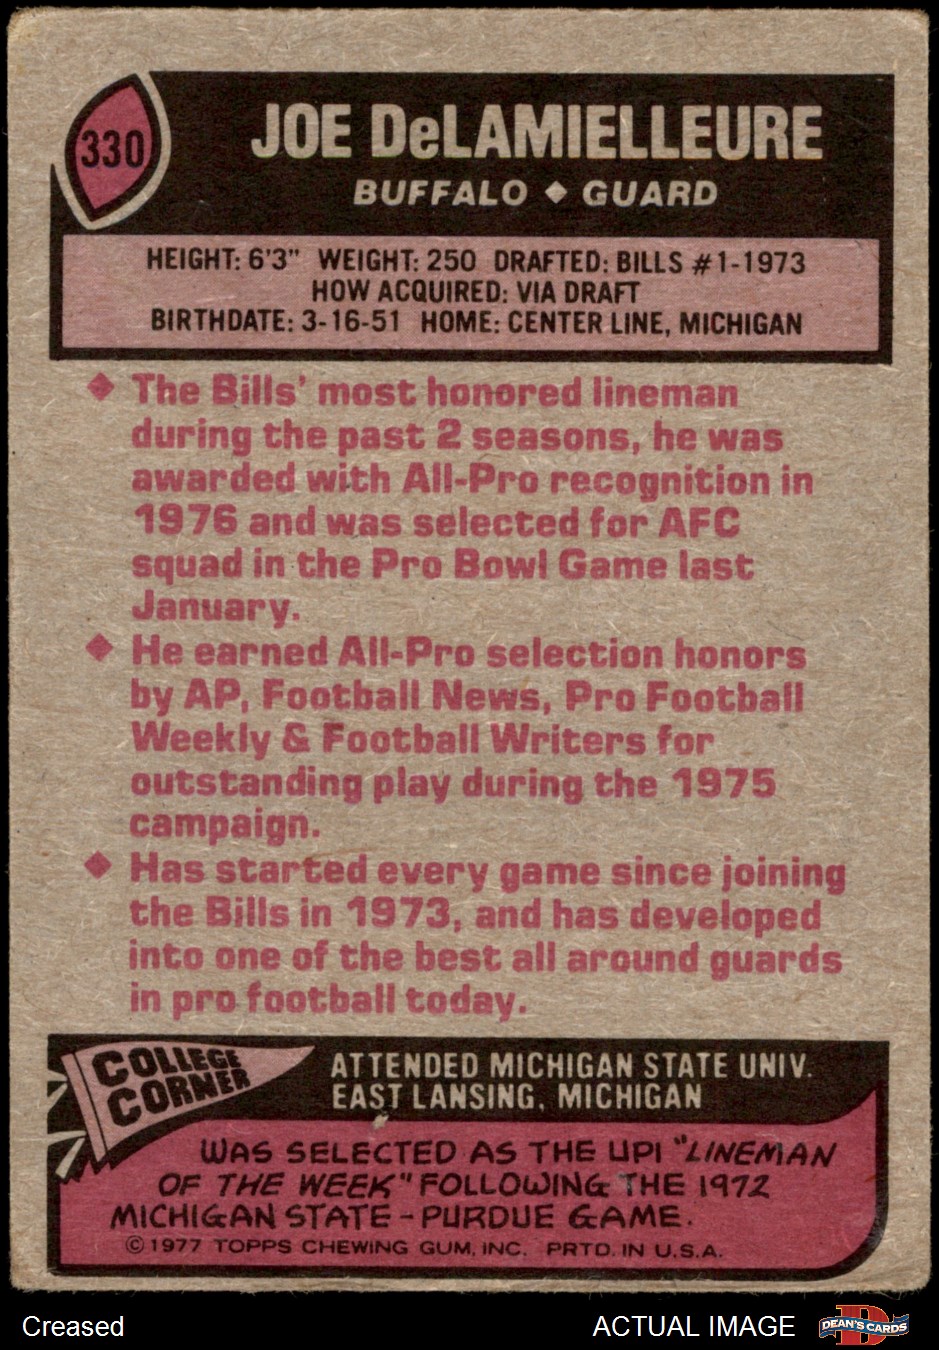 330
JOE DeLAMIELLEURE
BUFFALO ◆ GUARD
HEIGHT: 6'3" WEIGHT: 250 DRAFTED: BILLS #1-1973
HOW ACQUIRED: VIA DRAFT
BIRTHDATE: 3-16-51 HOME: CENTER LINE, MICHIGAN
◆ The Bills' most honored lineman
during the past 2 seasons, he was
awarded with All-Pro recognition in
1976 and was selected for AFC
squad in the Pro Bowl Game last
January.
◆ He earned All-Pro selection honors
by AP, Football News, Pro Football
Weekly & Football Writers for
outstanding play during the 1975
campaign.
◆ Has started every game since joining
the Bills in 1973, and has developed
into one of the best all around guards
in pro football today.
COLLEGE
CORNER
ATTENDED MICHIGAN STATE UNIV.
EAST LANSING, MICHIGAN
WAS SELECTED AS THE UPI "LINEMAN
OF THE WEEK" FOLLOWING THE 1972
MICHIGAN STATE - PURDUE GAME.
© 1977 TOPPS CHEWING GUM, INC. PRTD. IN U.S.A.
Creased
ACTUAL IMAGE
DEAN'S CARDS